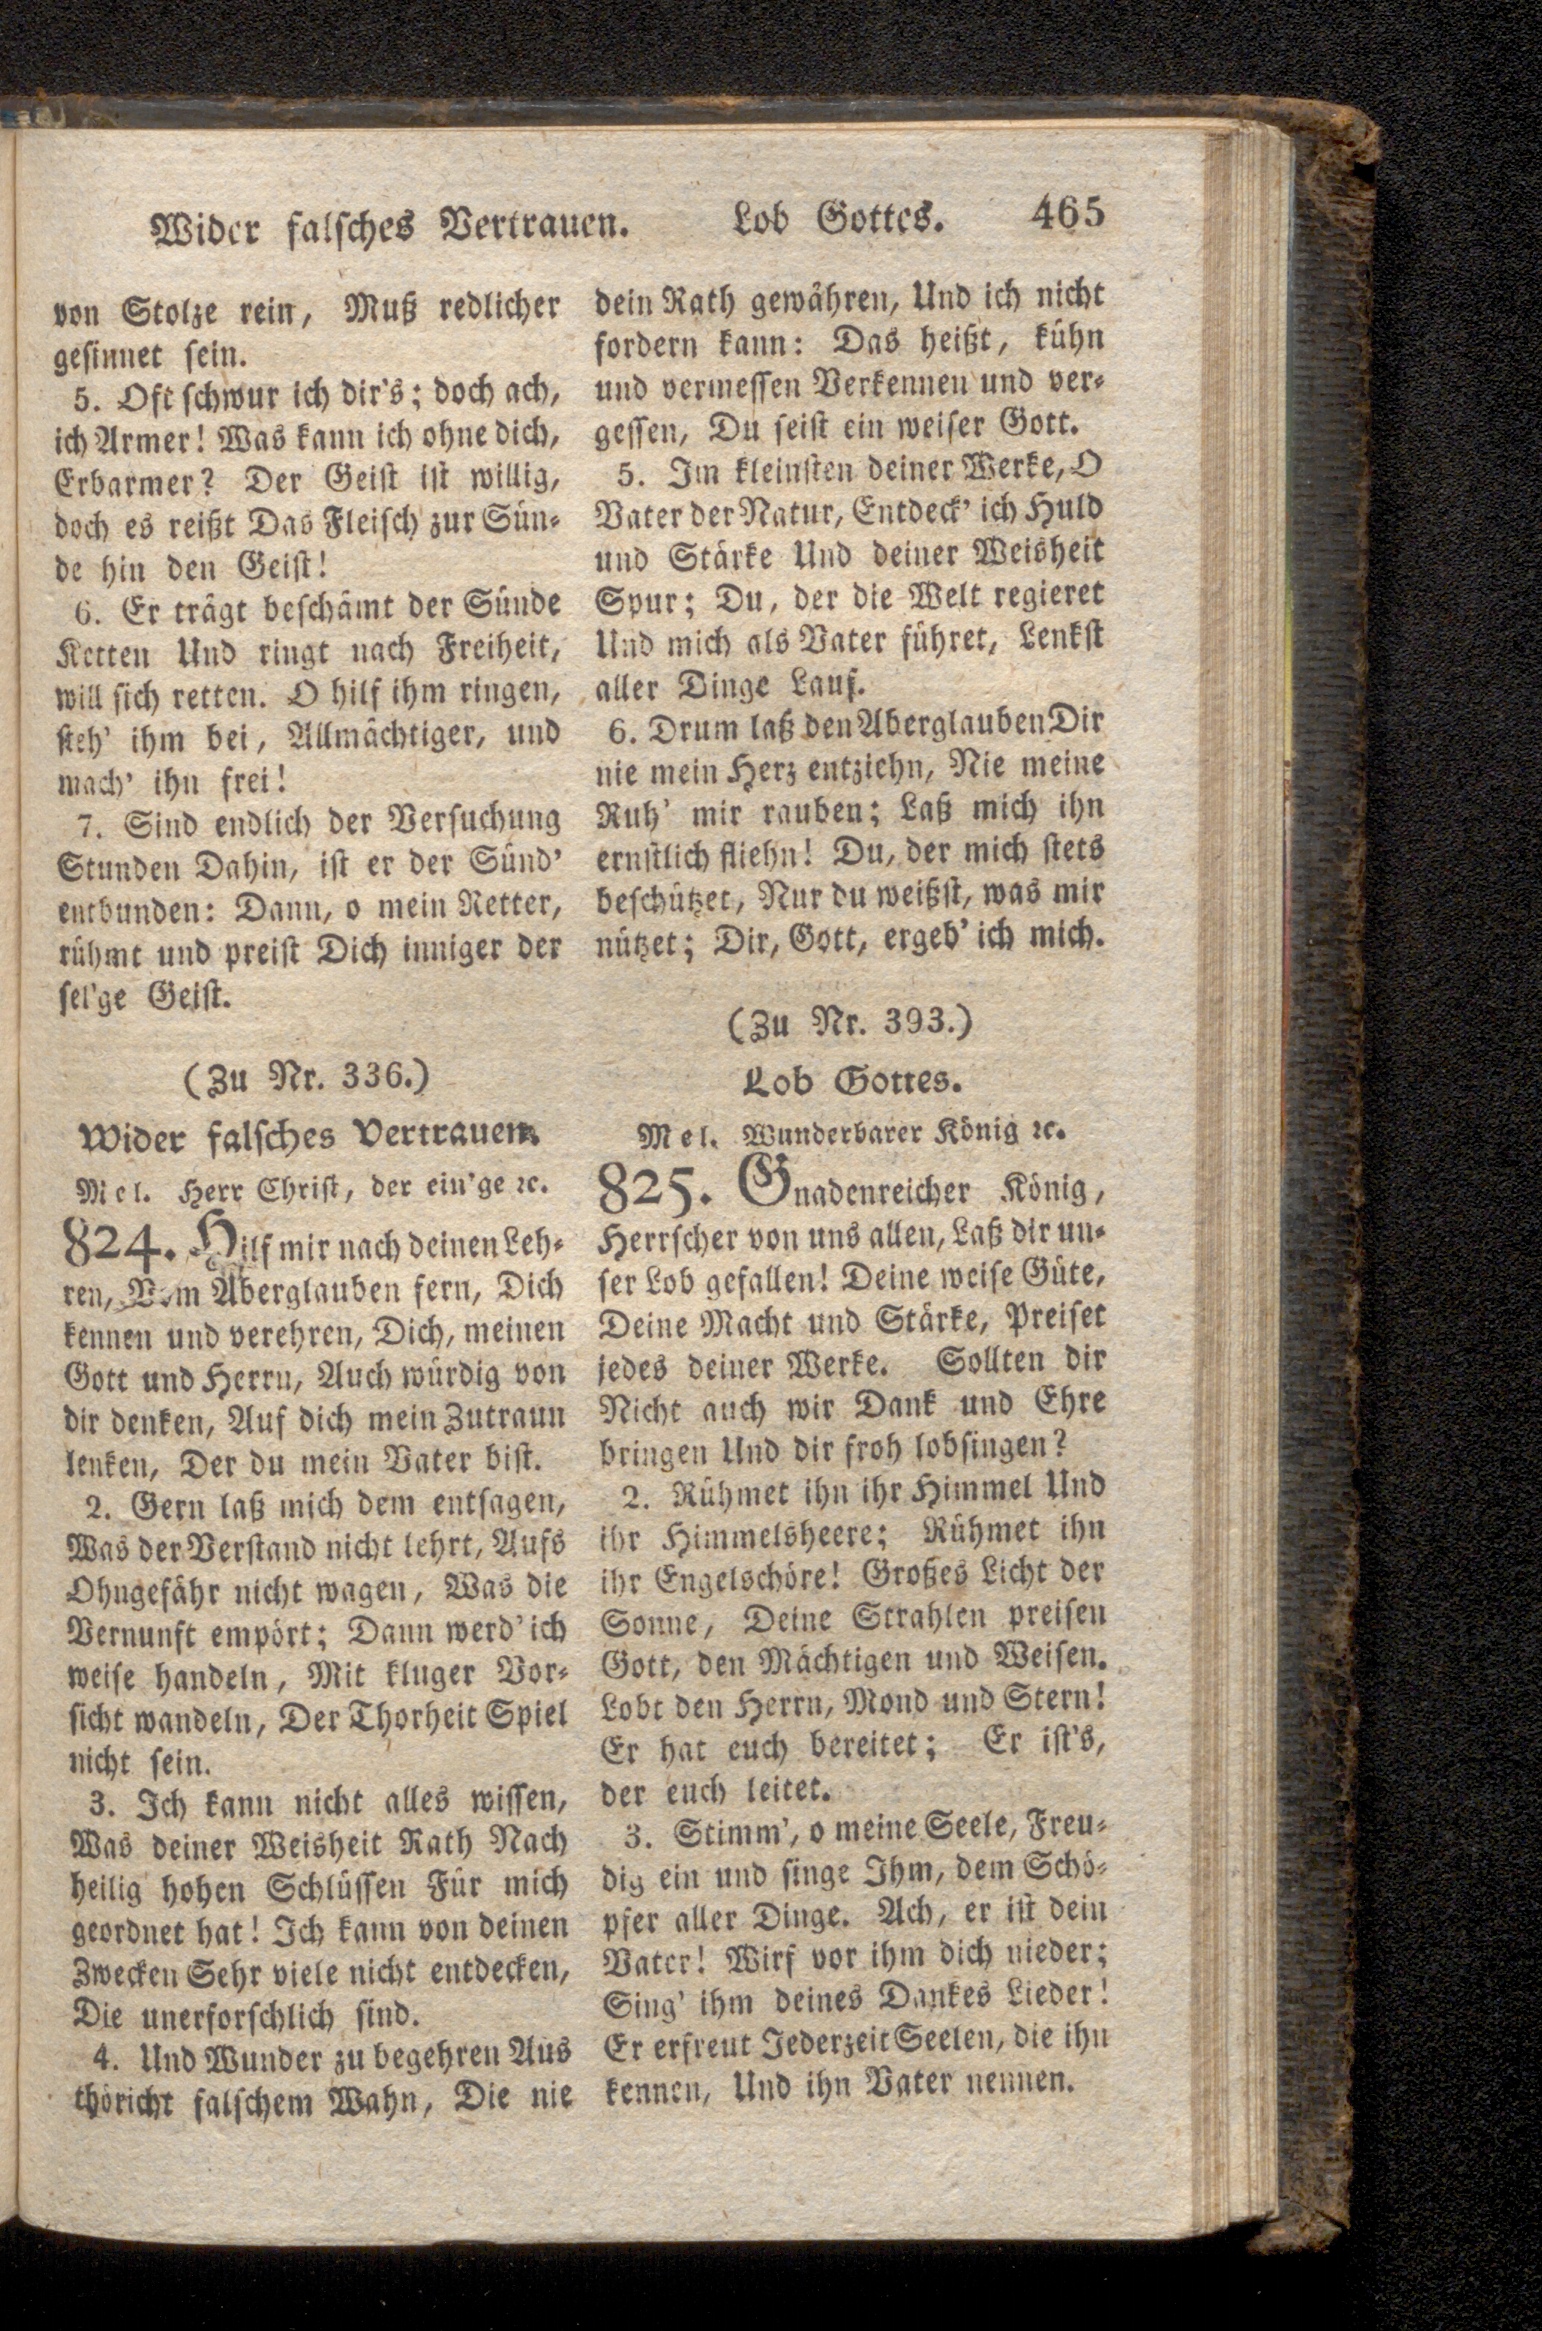 Wider falsches Vertrauen. Lob Gottes. 465
von Stolze rein, Muß redlicher
gesinnet sein.
5. Oft schwur ich dir's; doch ach,
ich Armer! Was kann ich ohne dich,
Erbarmer? Der Geist ist willig,
doch es reißt Das Fleisch zur Sün-
de hin den Geist!
6. Er trägt beschämt der Sünde
Ketten Und ringt nach Freiheit,
will sich retten. O hilf ihm ringen,
steh' ihm bei, Allmächtiger, und
mach' ihn frei!
7. Sind endlich der Versuchung
Stunden Dahin, ist er der Sünd'
entbunden: Dann, o mein Retter,
rühmt und preist Dich inniger der
sel'ge Geist.
(Zu Nr. 336.)
Wider falsches Vertrauen.
Mel. Herr Christ, der ein'ge ꝛc.
824. Hilf mir nach deinen Leh-
ren, Vom Aberglauben fern, Dich
kennen und verehren, Dich, meinen
Gott und Herrn, Auch würdig von
dir denken, Auf dich mein Zutraun
lenken, Der du mein Vater bist.
2. Gern laß mich dem entsagen,
Was der Verstand nicht lehrt, Aufs
Ohngefähr nicht wagen, Was die
Vernunft empört; Dann werd' ich
weise handeln, Mit kluger Vor-
sicht wandeln, Der Thorheit Spiel
nicht sein.
3. Ich kann nicht alles wissen,
Was deiner Weisheit Rath Nach
heilig hohen Schlüssen Für mich
geordnet hat! Ich kann von deinen
Zwecken Sehr viele nicht entdecken,
Die unerforschlich sind.
4. Und Wunder zu begehren Aus
thöricht falschem Wahn, Die nie
dein Rath gewähren, Und ich nicht
fordern kann: Das heißt, kühn
und vermessen Verkennen und ver-
gessen, Du seist ein weiser Gott.
5. Im kleinsten deiner Werke, O
Vater der Natur, Entdeck' ich Huld
und Stärke Und deiner Weisheit
Spur; Du, der die Welt regieret
Und mich als Vater führet, Lenkst
aller Dinge Lauf.
6. Drum laß den Aberglauben Dir
nie mein Herz entziehn, Nie meine
Ruh' mir rauben; Laß mich ihn
ernstlich fliehn! Du, der mich stets
beschützet, Nur du weißst, was mir
nützet; Dir, Gott, ergeb' ich mich.
(Zu Nr. 393.)
Lob Gottes.
Mel. Wunderbarer König ꝛc.
825. Gnadenreicher König,
Herrscher von uns allen, Laß dir un-
ser Lob gefallen! Deine weise Güte,
Deine Macht und Stärke, Preiset
jedes deiner Werke. Sollten dir
Nicht auch wir Dank und Ehre
bringen Und dir froh lobsingen?
2. Rühmet ihn ihr Himmel Und
ihr Himmelsheere; Rühmet ihn
ihr Engelschöre! Großes Licht der
Sonne, Deine Strahlen preisen
Gott, den Mächtigen und Weisen.
Lobt den Herrn, Mond und Stern!
Er hat euch bereitet; Er ist's,
der euch leitet.
3. Stimm', o meine Seele, Freu-
dig ein und singe Ihm, dem Schö-
pfer aller Dinge. Ach, er ist dein
Vater! Wirf vor ihm dich nieder;
Sing' ihm deines Dankes Lieder!
Er erfreut Jederzeit Seelen, die ihn
kennen, Und ihn Vater nennen.